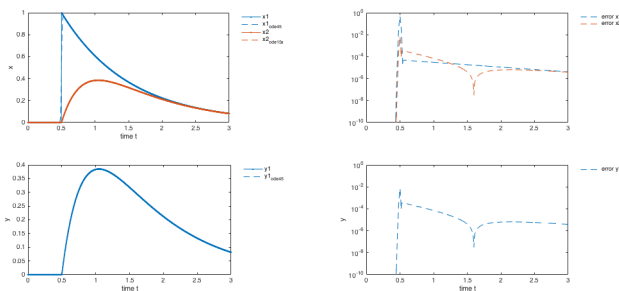 x1
x1ode45
x2
x2ode15s
1
0.8
0.6
0.4
0.2
0
x
0 0.5 1 1.5 2 2.5 3
time t
error x
error x
10^0
10^-2
10^-4
10^-6
10^-8
10^-10
0 0.5 1 1.5 2 2.5 3
time t
y1
y1ode45
0.4
0.35
0.3
0.25
0.2
0.15
0.1
0.05
0
y
0 0.5 1 1.5 2 2.5 3
time t
error y
10^0
10^-2
10^-4
10^-6
10^-8
10^-10
y
0 0.5 1 1.5 2 2.5 3
time t